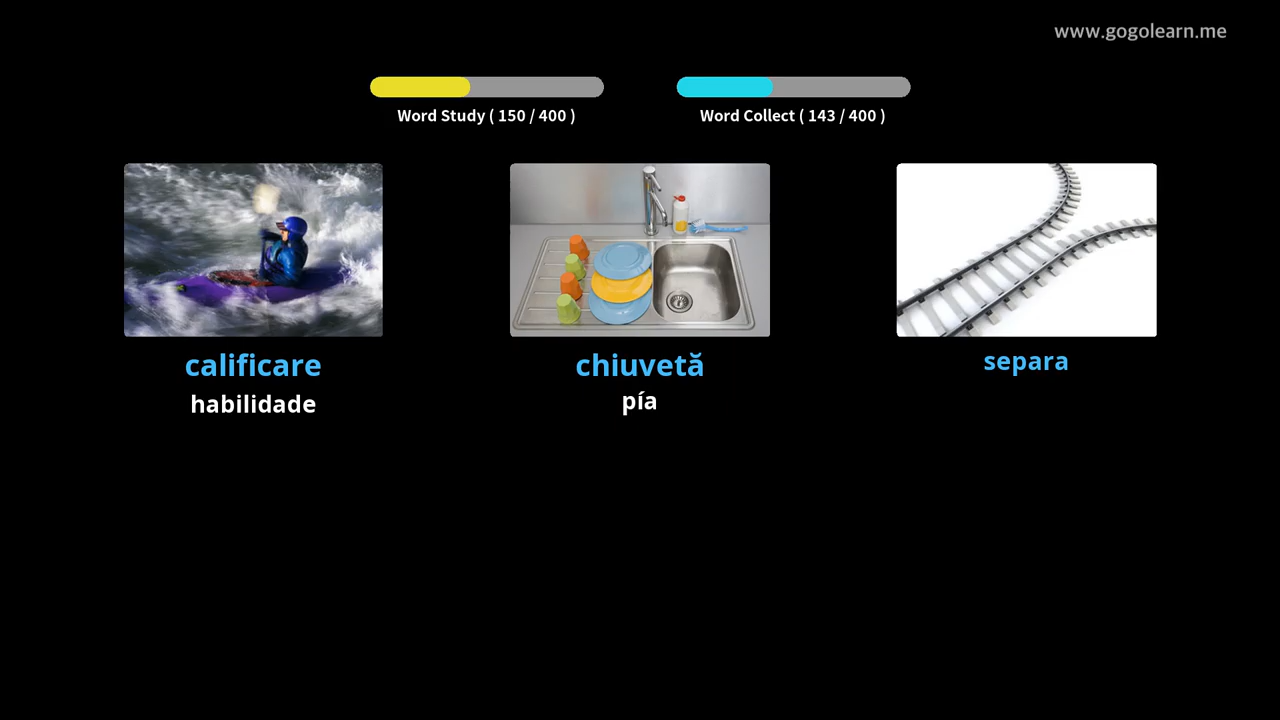 www.gogolearn.me
Word Study ( 150 / 400 )
Word Collect ( 143 / 400 )
calificare
habilidade
chiuvetă
pía
separa